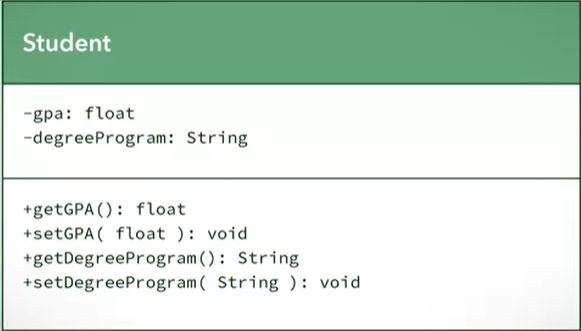 Student
-gpa: float
-degreeProgram: String
+getGPA(): float
+setGPA( float ): void
+getDegreeProgram(): String
+setDegreeProgram( String ): void